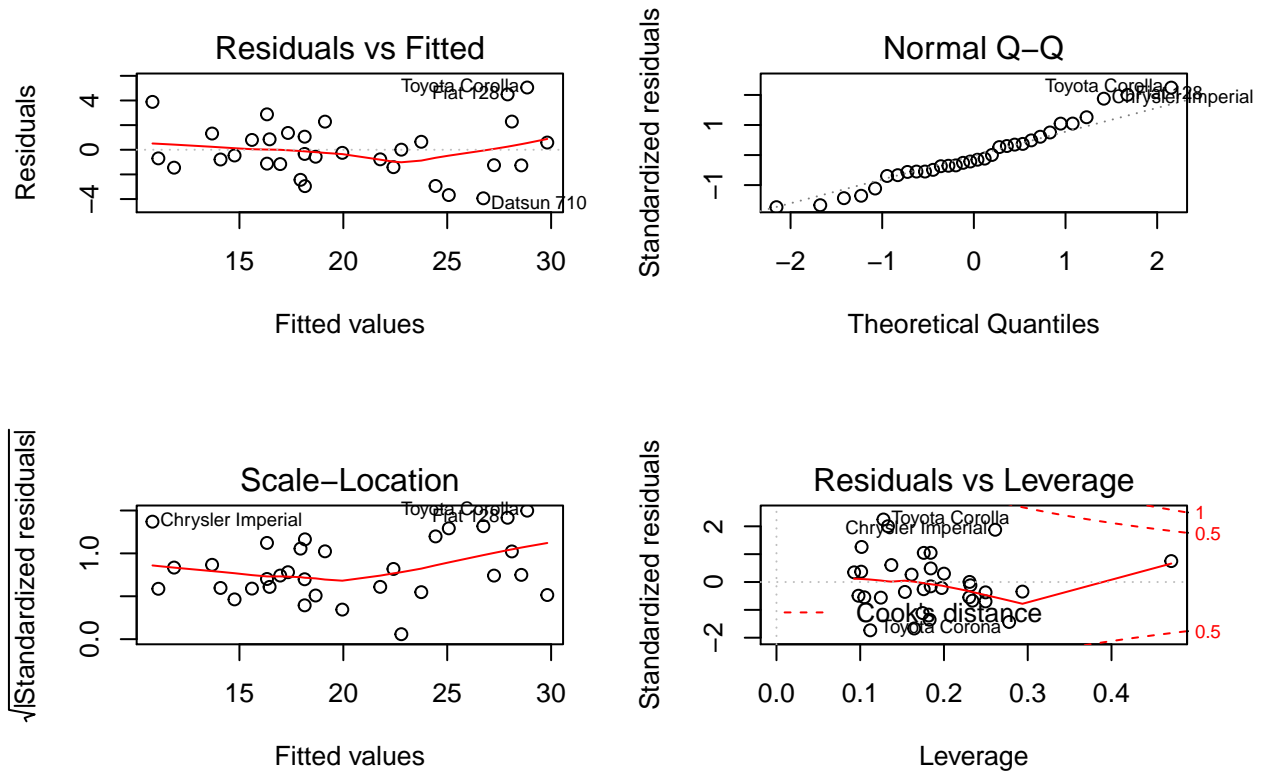 Residuals vs Fitted
Residuals
4
0
−4
Toyota Corolla
Fiat 128
Datsun 710
15 20 25 30
Fitted values
Normal Q−Q
Standardized residuals
1
−1
Toyota Corolla
Fiat 128
Chrysler Imperial
−2 −1 0 1 2
Theoretical Quantiles
Scale−Location
√|Standardized residuals|
1.0
0.0
Chrysler Imperial
Toyota Corolla
Fiat 128
15 20 25 30
Fitted values
Residuals vs Leverage
Standardized residuals
2
0
−2
Toyota Corolla
Chrysler Imperial
Cook's distance
Toyota Corona
1
0.5
0.5
0.0 0.1 0.2 0.3 0.4
Leverage